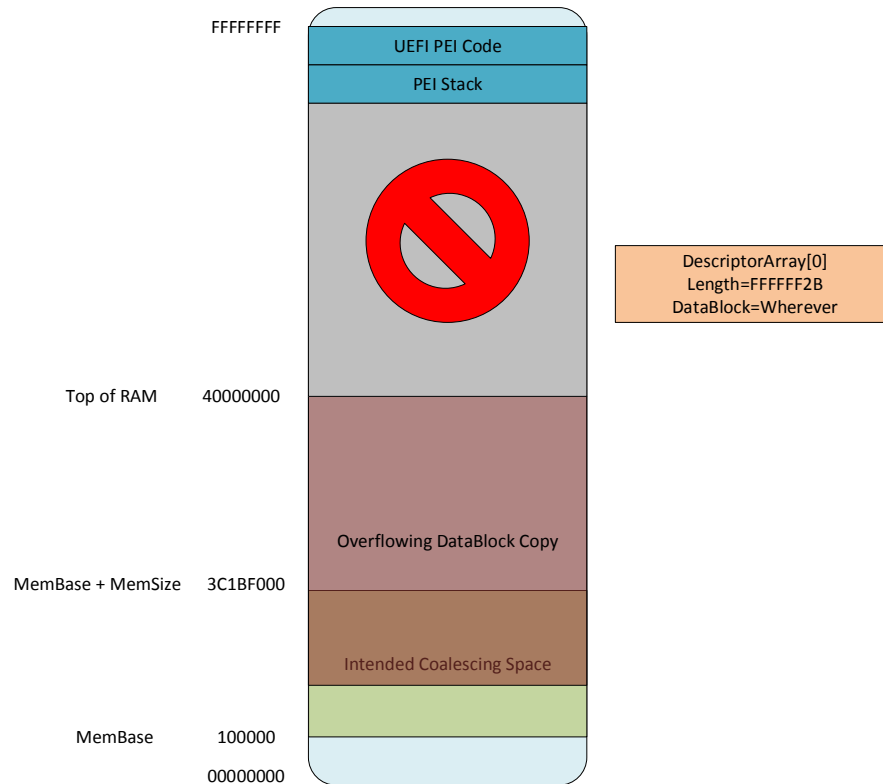 FFFFFFFF
UEFI PEI Code
PEI Stack
DescriptorArray[0]
Length=FFFFFF2B
DataBlock=Wherever
Top of RAM 40000000
Overflowing DataBlock Copy
MemBase + MemSize 3C1BF000
Intended Coalescing Space
MemBase 100000
00000000